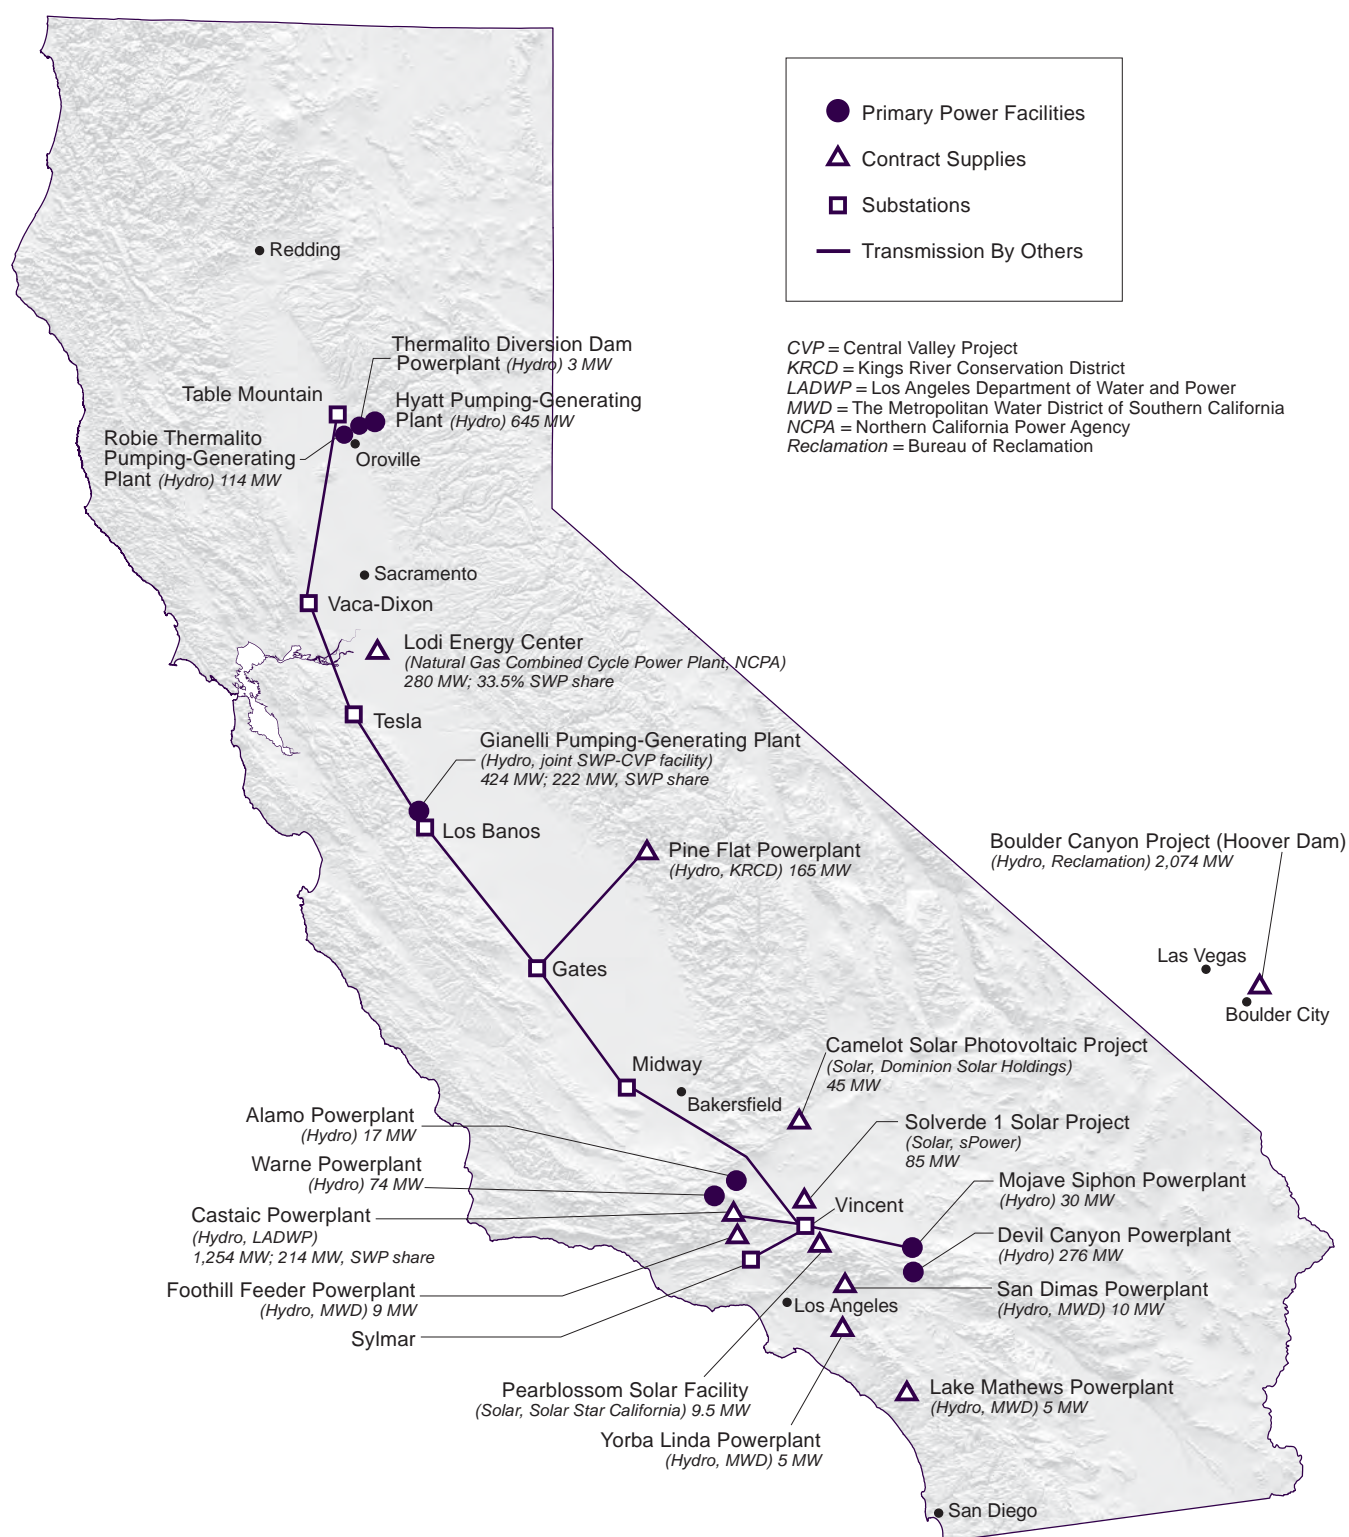 Primary Power Facilities
Contract Supplies
Substations
Transmission By Others
CVP = Central Valley Project
KRCD = Kings River Conservation District
LADWP = Los Angeles Department of Water and Power
MWD = The Metropolitan Water District of Southern California
NCPA = Northern California Power Agency
Reclamation = Bureau of Reclamation
Redding
Thermalito Diversion Dam
Powerplant (Hydro) 3 MW
Table Mountain
Hyatt Pumping-Generating
Plant (Hydro) 645 MW
Robie Thermalito
Pumping-Generating
Plant (Hydro) 114 MW
Oroville
Sacramento
Vaca-Dixon
Lodi Energy Center
(Natural Gas Combined Cycle Power Plant, NCPA)
280 MW; 33.5% SWP share
Tesla
Gianelli Pumping-Generating Plant
(Hydro, joint SWP-CVP facility)
424 MW; 222 MW, SWP share
Los Banos
Pine Flat Powerplant
(Hydro, KRCD) 165 MW
Boulder Canyon Project (Hoover Dam)
(Hydro, Reclamation) 2,074 MW
Las Vegas
Boulder City
Gates
Midway
Bakersfield
Camelot Solar Photovoltaic Project
(Solar, Dominion Solar Holdings)
45 MW
Alamo Powerplant
(Hydro) 17 MW
Solverde 1 Solar Project
(Solar, sPower)
85 MW
Warne Powerplant
(Hydro) 74 MW
Mojave Siphon Powerplant
(Hydro) 30 MW
Vincent
Castaic Powerplant
(Hydro, LADWP)
1,254 MW; 214 MW, SWP share
Devil Canyon Powerplant
(Hydro) 276 MW
Foothill Feeder Powerplant
(Hydro, MWD) 9 MW
San Dimas Powerplant
(Hydro, MWD) 10 MW
Los Angeles
Sylmar
Pearblossom Solar Facility
(Solar, Solar Star California) 9.5 MW
Lake Mathews Powerplant
(Hydro, MWD) 5 MW
Yorba Linda Powerplant
(Hydro, MWD) 5 MW
San Diego